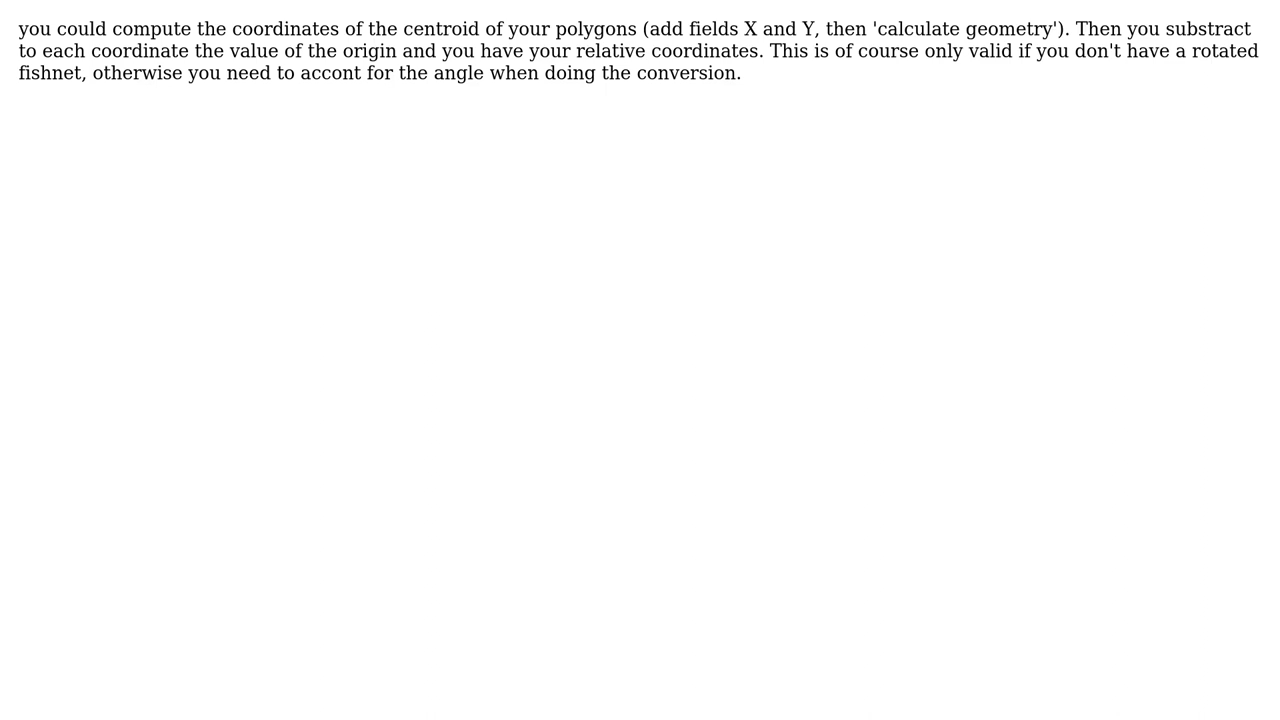 you could compute the coordinates of the centroid of your polygons (add fields X and Y, then 'calculate geometry'). Then you substract
to each coordinate the value of the origin and you have your relative coordinates. This is of course only valid if you don't have a rotated
fishnet, otherwise you need to accont for the angle when doing the conversion.